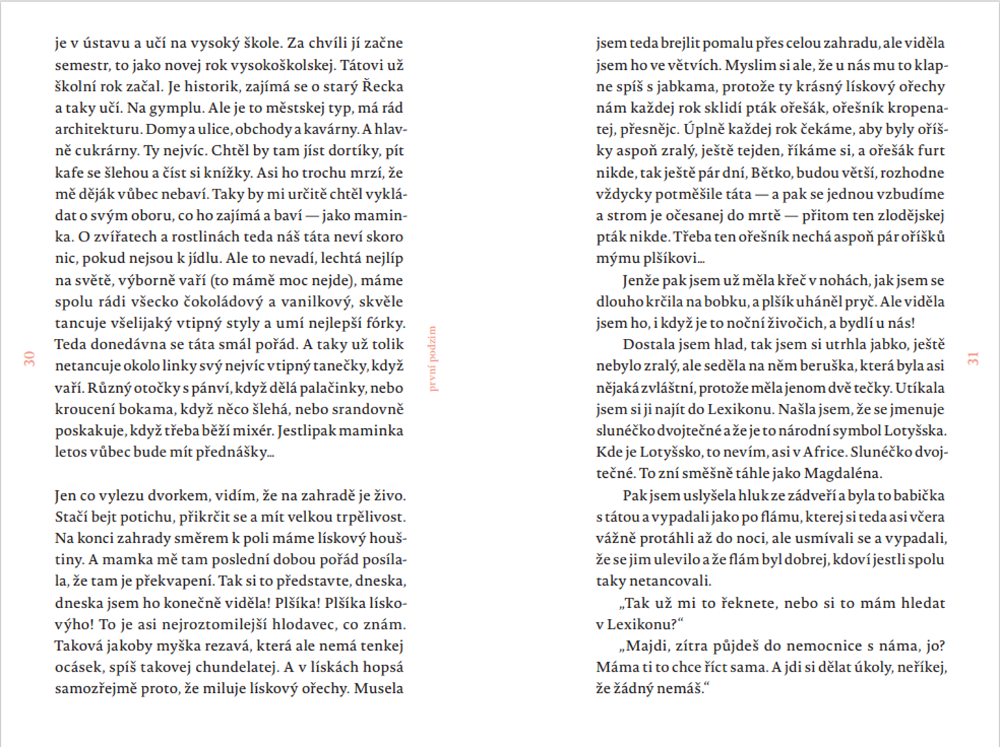 je v ústavu a učí na vysoký škole. Za chvíli jí začne
semestr, to jako novej rok vysokoškolskej. Tátovi už
školní rok začal. Je historik, zajímá se o starý Řecka
a taky učí. Na gymplu. Ale je to městskej typ, má rád
architekturu. Domy a ulice, obchody a kavárny. A hlav-
ně cukrárny. Ty nejvíc. Chtěl by tam jíst dortíky, pít
kafe se šlehou a číst si knížky. Asi ho trochu mrzí, že
mě děják vůbec nebaví. Taky by mi určitě chtěl vyklá-
dat o svým oboru, co ho zajímá a baví — jako mamin-
ka. O zvířatech a rostlinách teda náš táta neví skoro
nic, pokud nejsou k jídlu. Ale to nevadí, lechtá nejlíp
na světě, výborně vaří (to mámě moc nejde), máme
spolu rádi všecko čokoládový a vanilkový, skvěle
tancuje všelijaký vtipný styly a umí nejlepší fórky.
Teda donedávna se táta smál pořád. A taky už tolik
netancuje okolo linky svý nejvíc vtipný tanečky, když
vaří. Různý otočky s pánví, když dělá palačinky, nebo
kroucení bokama, když něco šlehá, nebo srandovně
poskakuje, když třeba běží mixér. Jestlipak maminka
letos vůbec bude mít přednášky…
Jen co vylezu dvorkem, vidím, že na zahradě je živo.
Stačí bejt potichu, přikrčit se a mít velkou trpělivost.
Na konci zahrady směrem k poli máme lískový houš-
tiny. A mamka mě tam poslední dobou pořád posíla-
la, že tam je překvapení. Tak si to představte, dneska,
dneska jsem ho konečně viděla! Plšíka! Plšíka lísko-
výho! To je asi nejroztomilejší hlodavec, co znám.
Taková jakoby myška rezavá, která ale nemá tenkej
ocásek, spíš takovej chundelatej. A v lískách hopsá
samozřejmě proto, že miluje lískový ořechy. Musela
30
první podzim
jsem teda brejlit pomalu přes celou zahradu, ale viděla
jsem ho ve větvích. Myslim si ale, že u nás mu to klap-
ne spíš s jabkama, protože ty krásný lískový ořechy
nám každej rok sklidí pták ořešák, ořešník kropena-
tej, přesnějc. Úplně každej rok čekáme, aby byly oříš-
ky aspoň zralý, ještě tejden, říkáme si, a ořešák furt
nikde, tak ještě pár dní, Bětko, budou větší, rozhodne
vždycky potměšile táta — a pak se jednou vzbudíme
a strom je očesanej do mrtě — přitom ten zlodějskej
pták nikde. Třeba ten ořešník nechá aspoň pár oříšků
mýmu plšíkovi…
Jenže pak jsem už měla křeč v nohách, jak jsem se
dlouho krčila na bobku, a plšík uháněl pryč. Ale viděla
jsem ho, i když je to noční živočich, a bydlí u nás!
Dostala jsem hlad, tak jsem si utrhla jabko, ještě
nebylo zralý, ale seděla na něm beruška, která byla asi
nějaká zvláštní, protože měla jenom dvě tečky. Utíkala
jsem si ji najít do Lexikonu. Našla jsem, že se jmenuje
slunéčko dvojtečné a že je to národní symbol Lotyšska.
Kde je Lotyšsko, to nevím, asi v Africe. Slunéčko dvoj-
tečné. To zní směšně táhle jako Magdaléna.
Pak jsem uslyšela hluk ze zádveří a byla to babička
s tátou a vypadali jako po flámu, kterej si teda asi včera
vážně protáhli až do noci, ale usmívali se a vypadali,
že se jim ulevilo a že flám byl dobrej, kdoví jestli spolu
taky netancovali.
„Tak už mi to řeknete, nebo si to mám hledat
v Lexikonu?“
„Majdi, zítra půjdeš do nemocnice s náma, jo?
Máma ti to chce říct sama. A jdi si dělat úkoly, neříkej,
že žádný nemáš.“
31